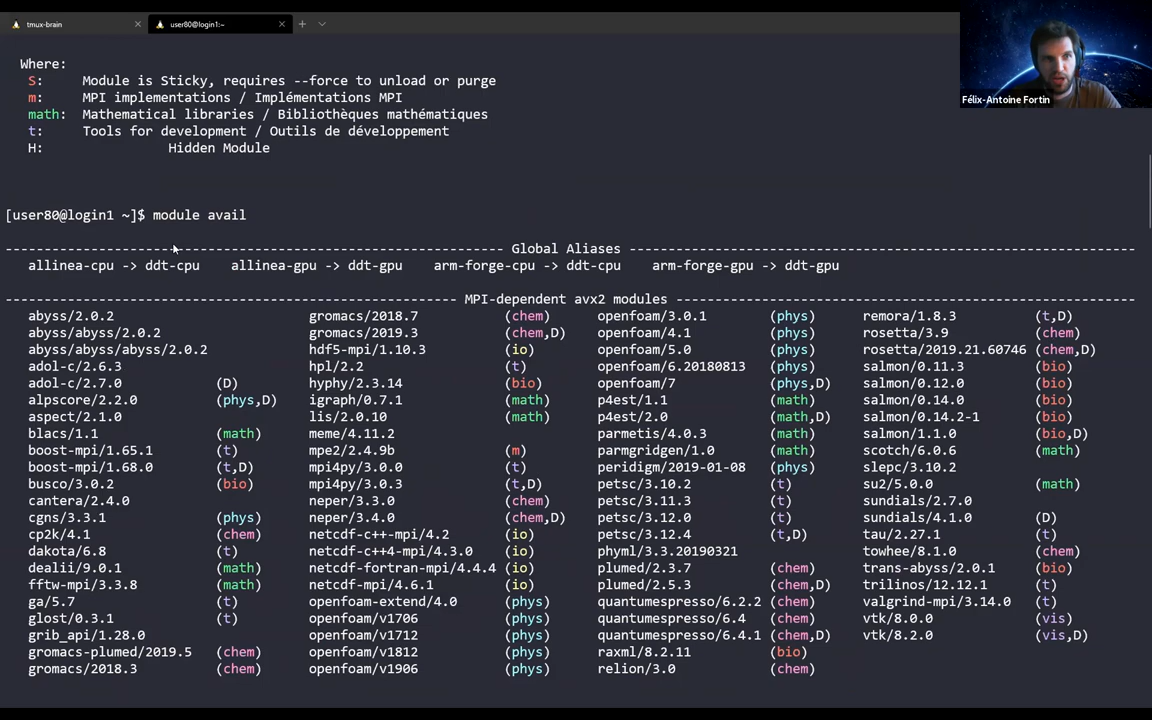 tmux-brain × user80@login1:~ × +
Where:
S: Module is Sticky, requires --force to unload or purge
m: MPI implementations / Implémentations MPI
math: Mathematical libraries / Bibliothèques mathématiques
t: Tools for development / Outils de développement
H: Hidden Module
Félix-Antoine Fortin
[user80@login1 ~]$ module avail
Global Aliases
allinea-cpu -> ddt-cpu allinea-gpu -> ddt-gpu arm-forge-cpu -> ddt-cpu arm-forge-gpu -> ddt-gpu
MPI-dependent avx2 modules
abyss/2.0.2 gromacs/2018.7 (chem) openfoam/3.0.1 (phys) remora/1.8.3 (t,D)
abyss/abyss/2.0.2 gromacs/2019.3 (chem,D) openfoam/4.1 (phys) rosetta/3.9 (chem)
abyss/abyss/abyss/2.0.2 hdf5-mpi/1.10.3 (io) openfoam/5.0 (phys) rosetta/2019.21.60746 (chem,D)
adol-c/2.6.3 hpl/2.2 (t) openfoam/6.20180813 (phys) salmon/0.11.3 (bio)
adol-c/2.7.0 (D) hyphy/2.3.14 (bio) openfoam/7 (phys,D) salmon/0.12.0 (bio)
alpscore/2.2.0 (phys,D) igraph/0.7.1 (math) p4est/1.1 (math) salmon/0.14.0 (bio)
aspect/2.1.0 lis/2.0.10 (math) p4est/2.0 (math,D) salmon/0.14.2-1 (bio)
blacs/1.1 (math) meme/4.11.2 parmetis/4.0.3 (math) salmon/1.1.0 (bio,D)
boost-mpi/1.65.1 (t) mpe2/2.4.9b (m) parmgridgen/1.0 (math) scotch/6.0.6 (math)
boost-mpi/1.68.0 (t,D) mpi4py/3.0.0 (t) peridigm/2019-01-08 (phys) slepc/3.10.2
busco/3.0.2 (bio) mpi4py/3.0.3 (t,D) petsc/3.10.2 (t) su2/5.0.0 (math)
cantera/2.4.0 neper/3.3.0 (chem) petsc/3.11.3 (t) sundials/2.7.0
cgns/3.3.1 (phys) neper/3.4.0 (chem,D) petsc/3.12.0 (t) sundials/4.1.0 (D)
cp2k/4.1 (chem) netcdf-c++-mpi/4.2 (io) petsc/3.12.4 (t,D) tau/2.27.1 (t)
dakota/6.8 (t) netcdf-c++4-mpi/4.3.0 (io) phyml/3.3.20190321 towhee/8.1.0 (chem)
dealii/9.0.1 (math) netcdf-fortran-mpi/4.4.4 (io) plumed/2.3.7 (chem) trans-abyss/2.0.1 (bio)
fftw-mpi/3.3.8 (math) netcdf-mpi/4.6.1 (io) plumed/2.5.3 (chem,D) trilinos/12.12.1 (t)
ga/5.7 (t) openfoam-extend/4.0 (phys) quantumespresso/6.2.2 (chem) valgrind-mpi/3.14.0 (t)
glost/0.3.1 (t) openfoam/v1706 (phys) quantumespresso/6.4 (chem) vtk/8.0.0 (vis)
grib_api/1.28.0 openfoam/v1712 (phys) quantumespresso/6.4.1 (chem,D) vtk/8.2.0 (vis,D)
gromacs-plumed/2019.5 (chem) openfoam/v1812 (phys) raxml/8.2.11 (bio)
gromacs/2018.3 (chem) openfoam/v1906 (phys) relion/3.0 (chem)